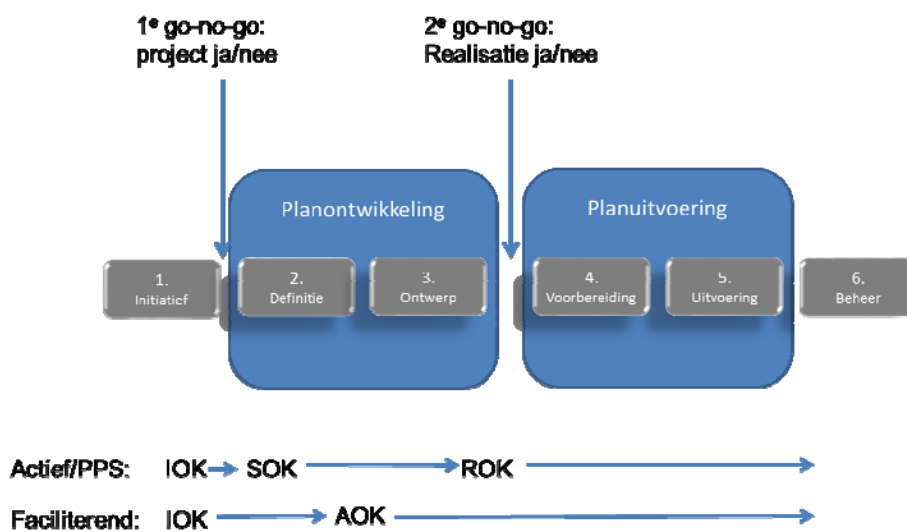 1e go-no-go:
project ja/nee
2e go-no-go:
Realisatie ja/nee
Planontwikkeling
Planuitvoering
1.
Initiatief
2.
Definitie
3.
Ontwerp
4.
Voorbereiding
5.
Uitvoering
6.
Beheer
Actief/PPS: IOK SOK ROK
Faciliterend: IOK AOK